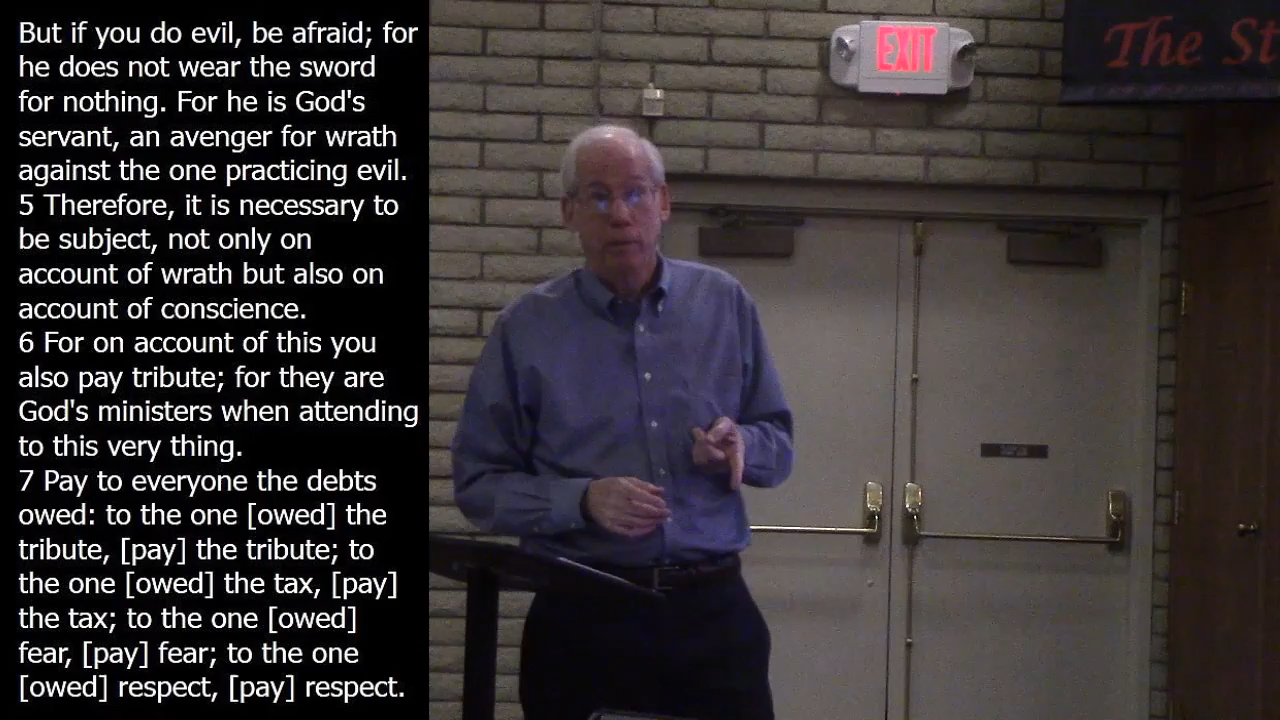 But if you do evil, be afraid; for
he does not wear the sword
for nothing. For he is God's
servant, an avenger for wrath
against the one practicing evil.
5 Therefore, it is necessary to
be subject, not only on
account of wrath but also on
account of conscience.
6 For on account of this you
also pay tribute; for they are
God's ministers when attending
to this very thing.
7 Pay to everyone the debts
owed: to the one [owed] the
tribute, [pay] the tribute; to
the one [owed] the tax, [pay]
the tax; to the one [owed]
fear, [pay] fear; to the one
[owed] respect, [pay] respect.
EXIT
The St